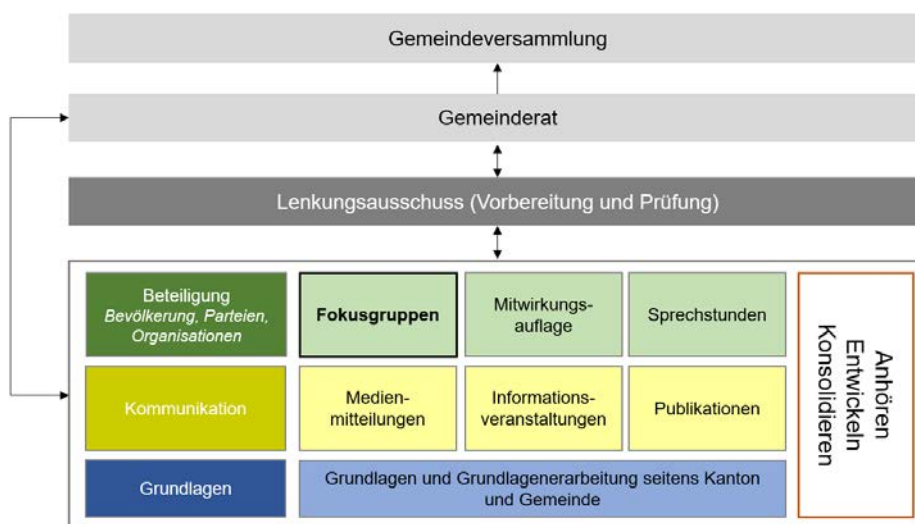 Gemeindeversammlung
Gemeinderat
Lenkungsausschuss (Vorbereitung und Prüfung)
Beteiligung
Bevölkerung, Parteien,
Organisationen
Fokusgruppen
Mitwirkungs-
auflage
Sprechstunden
Kommunikation
Medien-
mitteilungen
Informations-
veranstaltungen
Publikationen
Grundlagen
Grundlagen und Grundlagenerarbeitung seitens Kanton
und Gemeinde
Anhören
Entwickeln
Konsolidieren